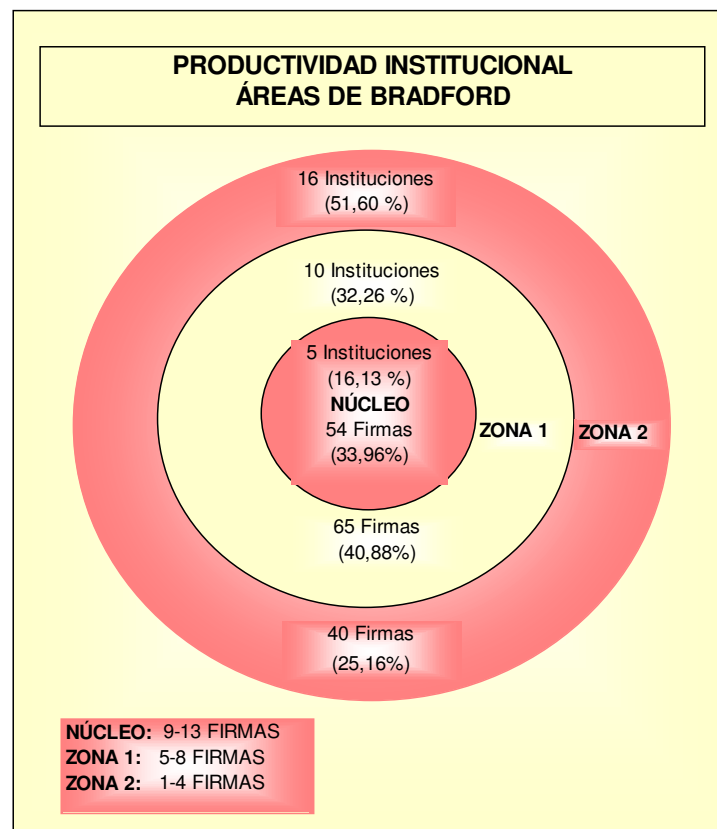 PRODUCTIVIDAD INSTITUCIONAL
ÁREAS DE BRADFORD
16 Instituciones
(51,60 %)
10 Instituciones
(32,26 %)
5 Instituciones
(16,13 %)
NÚCLEO
54 Firmas
(33,96%)
ZONA 1
ZONA 2
65 Firmas
(40,88%)
40 Firmas
(25,16%)
NÚCLEO: 9-13 FIRMAS
ZONA 1: 5-8 FIRMAS
ZONA 2: 1-4 FIRMAS